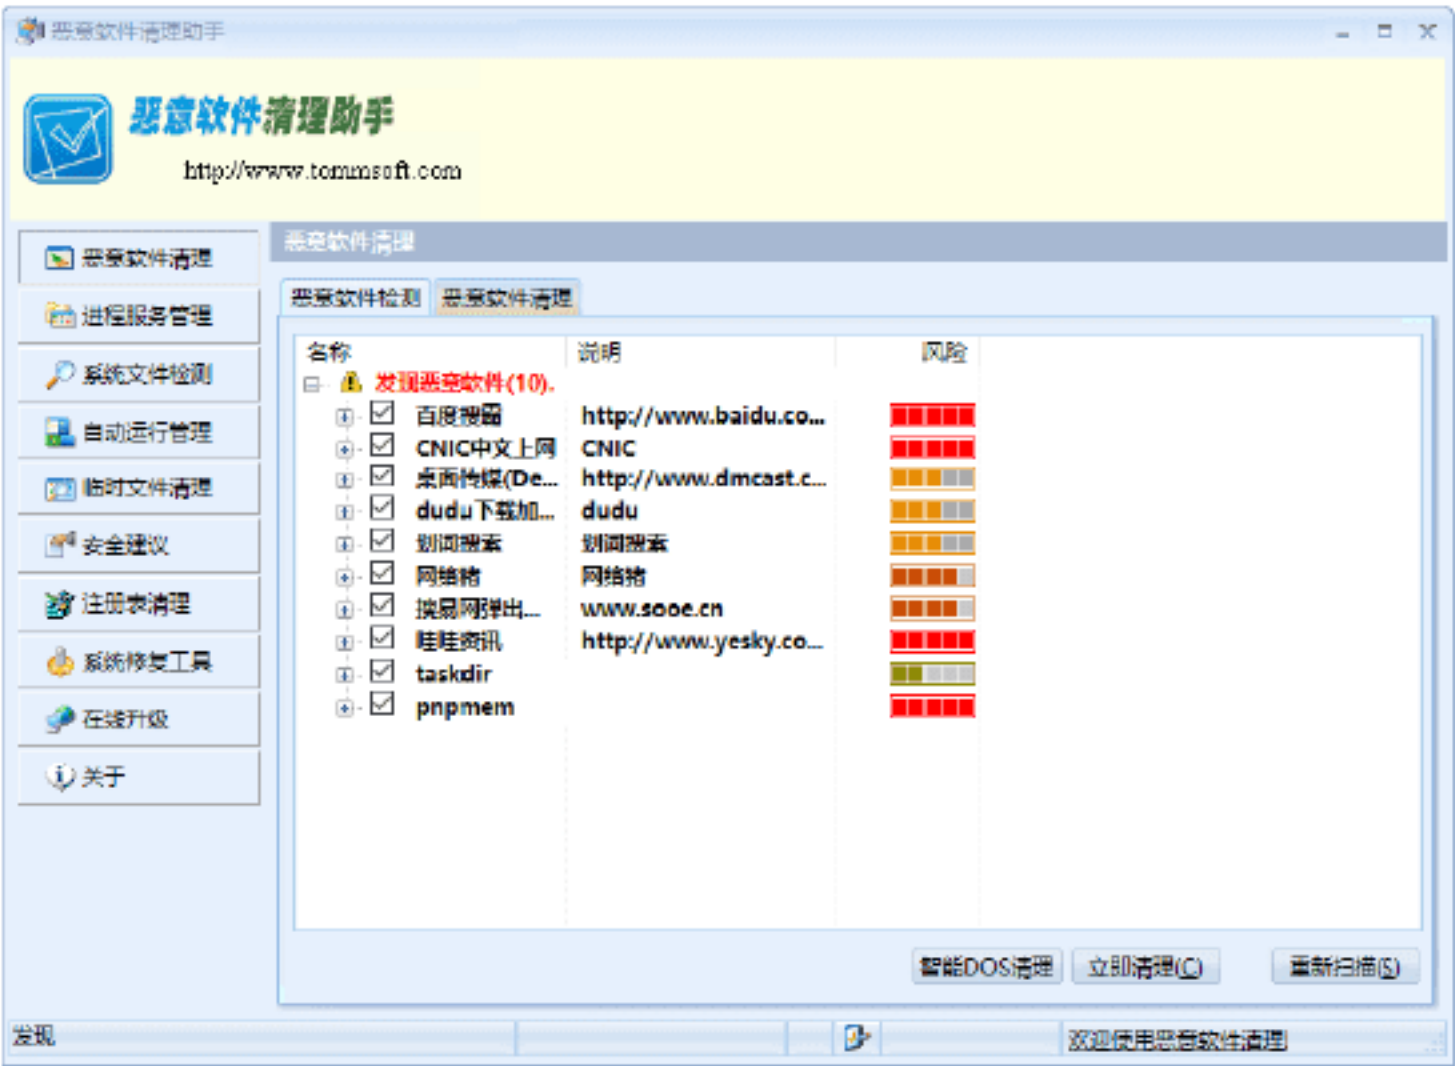 恶意软件清理助手
恶意软件清理助手
http://www.tommsoft.com
恶意软件清理
进程服务管理
系统文件检测
自动运行管理
临时文件清理
安全建议
注册表清理
系统修复工具
在线升级
关于
恶意软件清理
恶意软件检测 恶意软件清理
名称 说明 风险
发现恶意软件(10).
百度搜霸 http://www.baidu.co...
CNIC中文上网 CNIC
桌面传媒(De... http://www.dmcast.c...
dudu下载加... dudu
划词搜索 划词搜索
网络猪 网络猪
搜易网弹出... www.sooe.cn
哇哇资讯 http://www.yesky.co...
taskdir
pnpmem
智能DOS清理 立即清理(C) 重新扫描(S)
发现 欢迎使用恶意软件清理